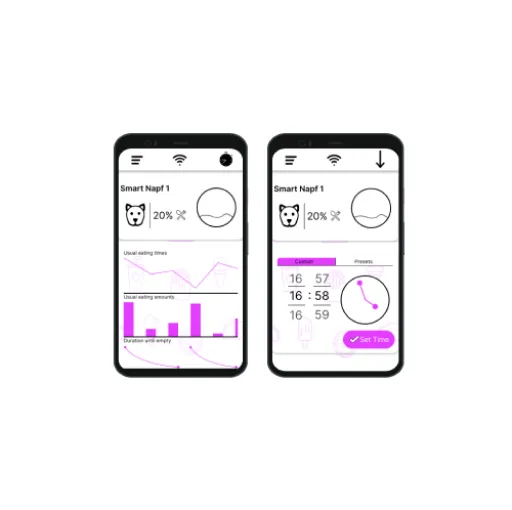 Smart Napf 1
20%
Usual eating times
Usual eating amounts
Duration until empty
Smart Napf 1
20%
Custom Presets
16 57
16 : 58
16 59
Set Time